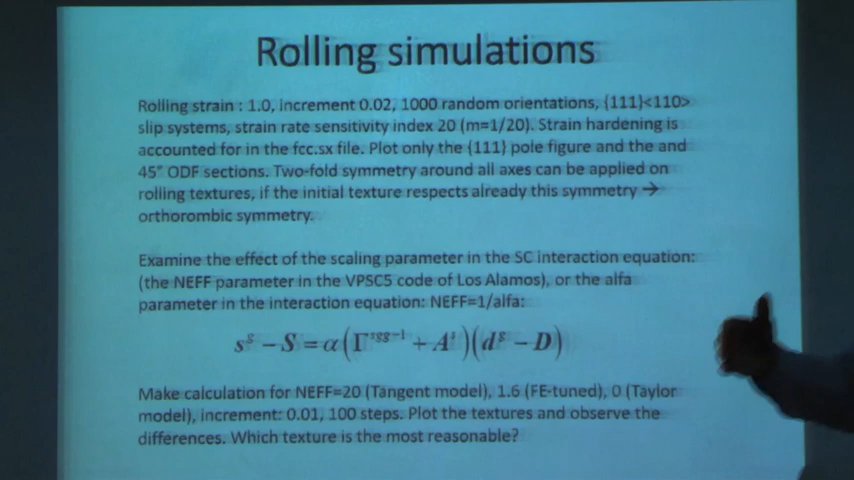 Rolling simulations
Rolling strain : 1.0, increment 0.02, 1000 random orientations, {111}<110>
slip systems, strain rate sensitivity index 20 (m=1/20). Strain hardening is
accounted for in the fcc.sx file. Plot only the {111} pole figure and the and
45° ODF sections. Two-fold symmetry around all axes can be applied on
rolling textures, if the initial texture respects already this symmetry →
orthorombic symmetry.
Examine the effect of the scaling parameter in the SC interaction equation:
(the NEFF parameter in the VPSC5 code of Los Alamos), or the alfa
parameter in the interaction equation: NEFF=1/alfa:
s^g − S = α(Γ^sgg−1 + A^s)(d^g − D)
Make calculation for NEFF=20 (Tangent model), 1.6 (FE-tuned), 0 (Taylor
model), increment: 0.01, 100 steps. Plot the textures and observe the
differences. Which texture is the most reasonable?